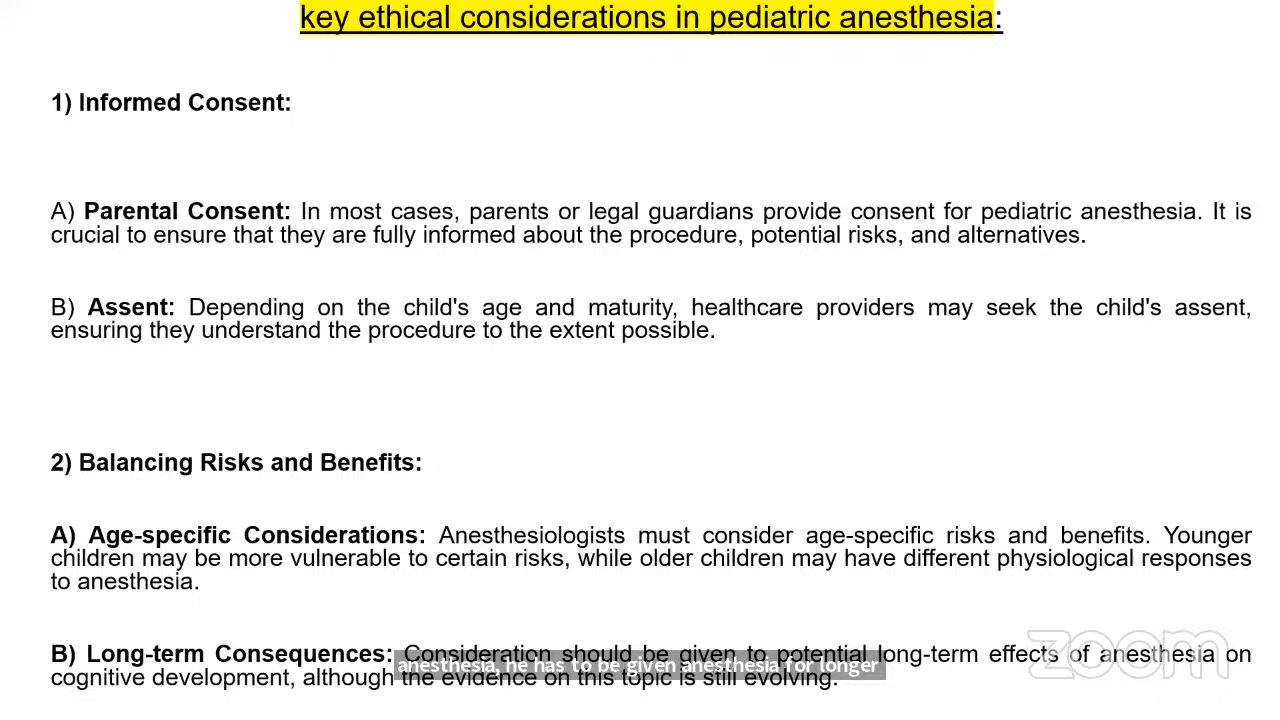 key ethical considerations in pediatric anesthesia:
1) Informed Consent:
A) Parental Consent: In most cases, parents or legal guardians provide consent for pediatric anesthesia. It is
crucial to ensure that they are fully informed about the procedure, potential risks, and alternatives.
B) Assent: Depending on the child's age and maturity, healthcare providers may seek the child's assent,
ensuring they understand the procedure to the extent possible.
2) Balancing Risks and Benefits:
A) Age-specific Considerations: Anesthesiologists must consider age-specific risks and benefits. Younger
children may be more vulnerable to certain risks, while older children may have different physiological responses
to anesthesia.
B) Long-term Consequences: Consideration should be given to potential long-term effects of anesthesia on
anesthesia, he has to be given anesthesia for longer
cognitive development, although the evidence on this topic is still evolving.
zoom